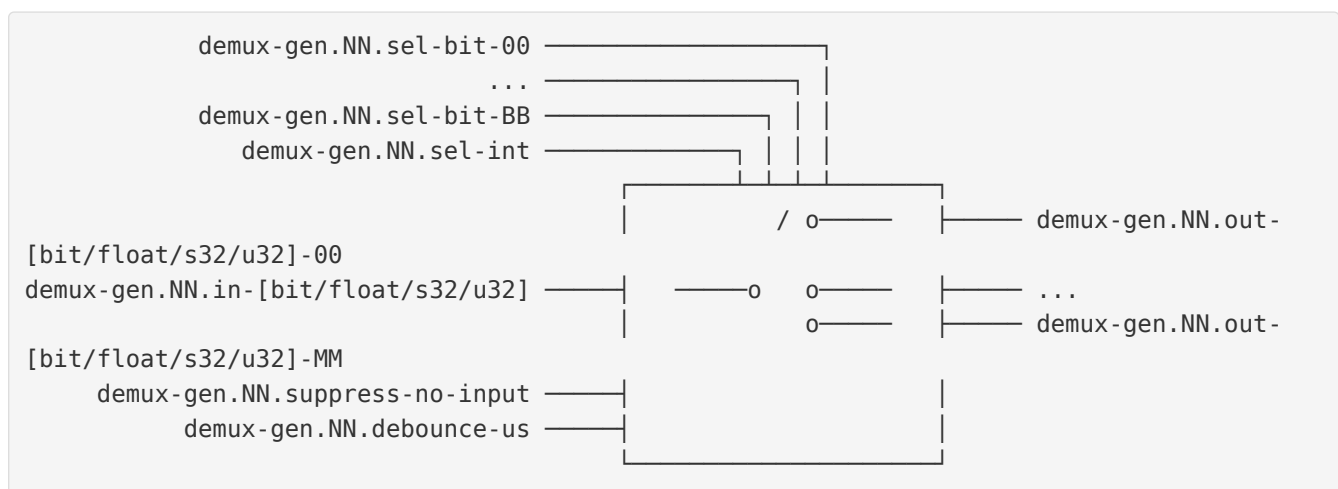 demux-gen.NN.sel-bit-00
...
demux-gen.NN.sel-bit-BB
demux-gen.NN.sel-int
/ o demux-gen.NN.out-
[bit/float/s32/u32]-00
demux-gen.NN.in-[bit/float/s32/u32] o o ...
o demux-gen.NN.out-
[bit/float/s32/u32]-MM
demux-gen.NN.suppress-no-input
demux-gen.NN.debounce-us